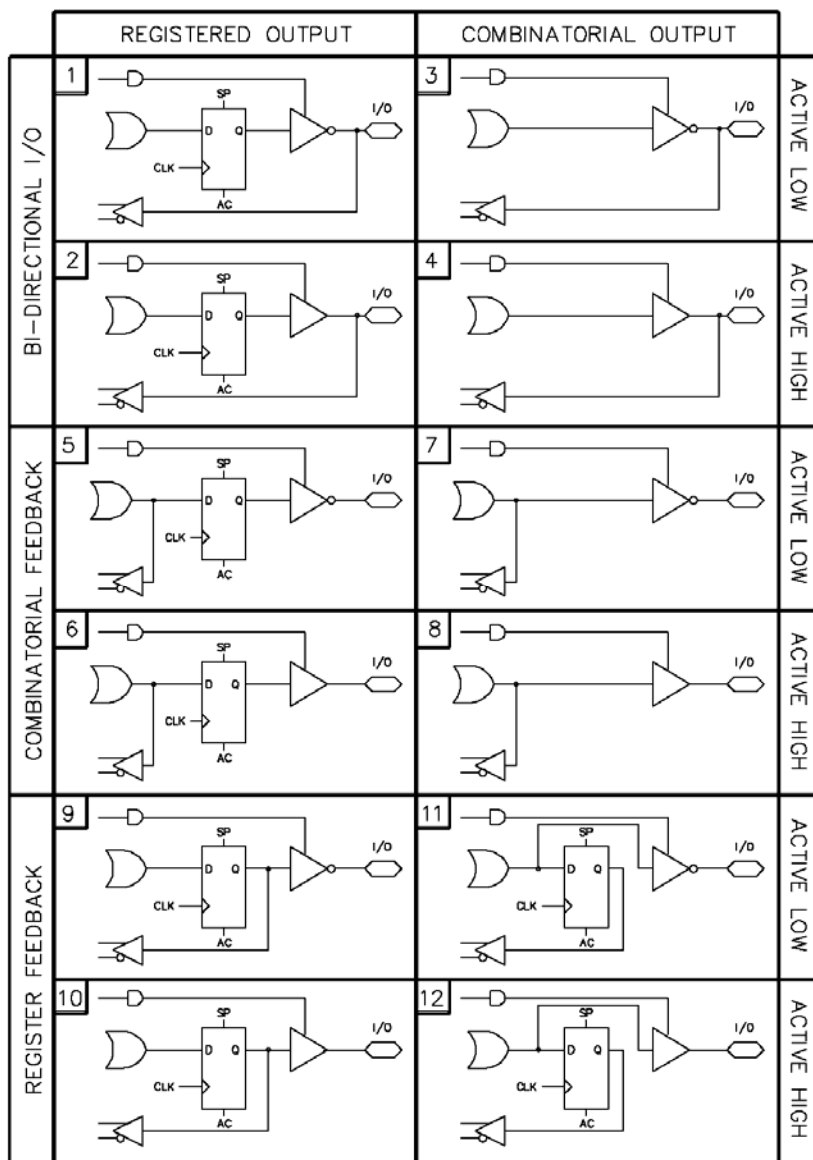 REGISTERED OUTPUT
COMBINATORIAL OUTPUT
BI-DIRECTIONAL I/O
1
SP
I/O
D Q
CLK
AC
3
I/O
ACTIVE LOW
2
SP
I/O
D Q
CLK
AC
4
I/O
ACTIVE HIGH
COMBINATORIAL FEEDBACK
5
SP
I/O
D Q
CLK
AC
7
I/O
ACTIVE LOW
6
SP
I/O
D Q
CLK
AC
8
I/O
ACTIVE HIGH
REGISTER FEEDBACK
9
SP
I/O
D Q
CLK
AC
11
SP
I/O
D Q
CLK
AC
ACTIVE LOW
10
SP
I/O
D Q
CLK
AC
12
SP
I/O
D Q
CLK
AC
ACTIVE HIGH